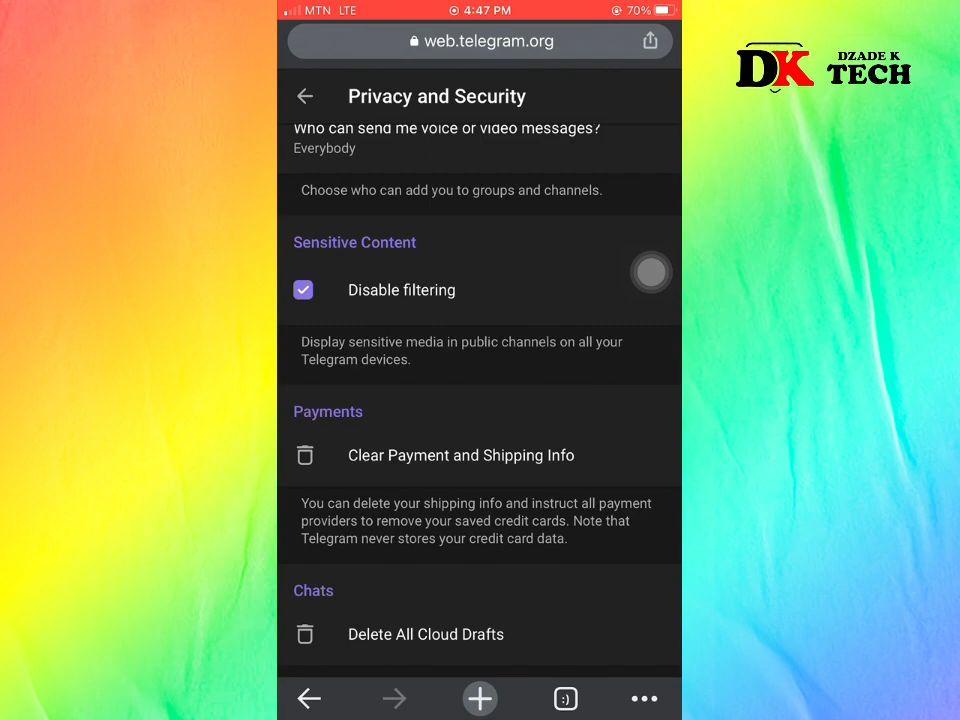 MTN LTE 4:47 PM 70%
web.telegram.org
DZADE K
DK TECH
Privacy and Security
Who can send me voice or video messages?
Everybody
Choose who can add you to groups and channels.
Sensitive Content
Disable filtering
Display sensitive media in public channels on all your
Telegram devices.
Payments
Clear Payment and Shipping Info
You can delete your shipping info and instruct all payment
providers to remove your saved credit cards. Note that
Telegram never stores your credit card data.
Chats
Delete All Cloud Drafts
:)